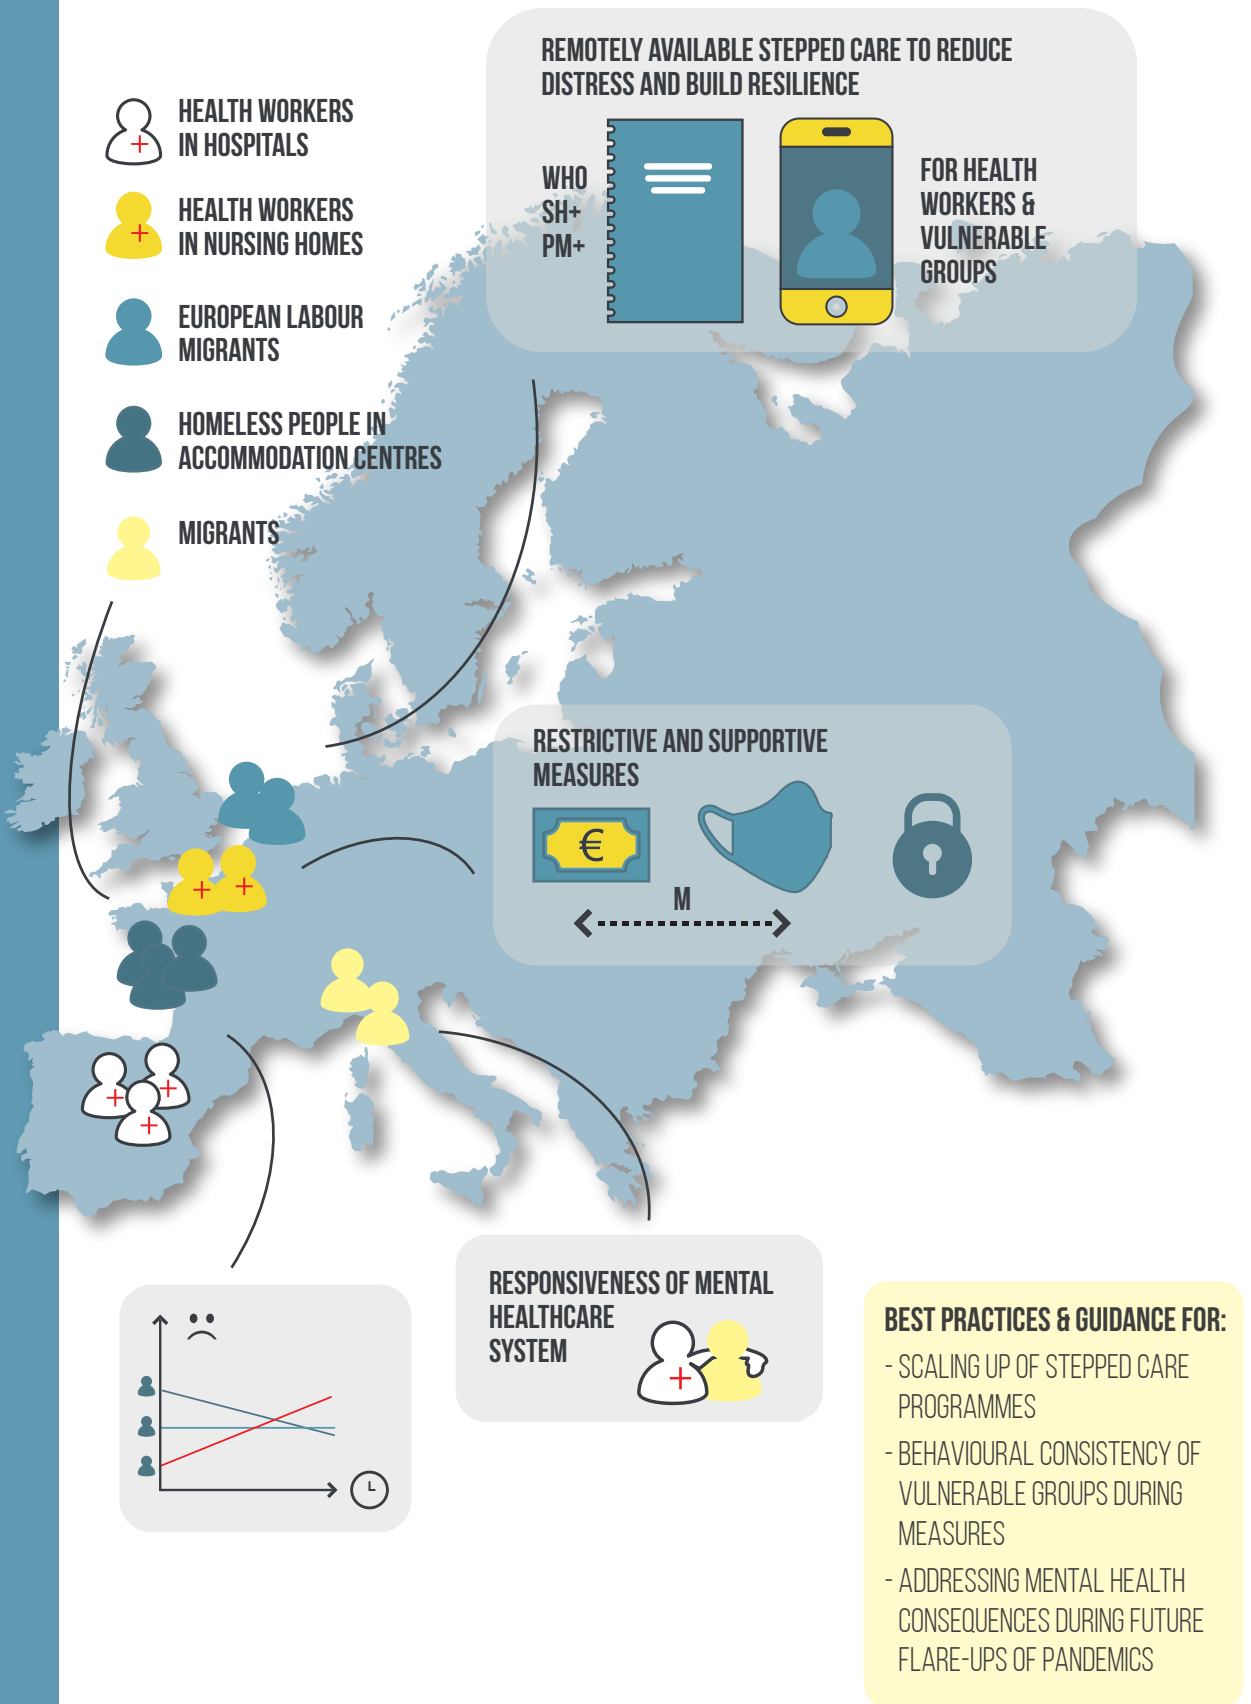 REMOTELY AVAILABLE STEPPED CARE TO REDUCE
DISTRESS AND BUILD RESILIENCE
WHO
SH+
PM+
FOR HEALTH
WORKERS &
VULNERABLE
GROUPS
HEALTH WORKERS
IN HOSPITALS
HEALTH WORKERS
IN NURSING HOMES
EUROPEAN LABOUR
MIGRANTS
HOMELESS PEOPLE IN
ACCOMMODATION CENTRES
MIGRANTS
RESTRICTIVE AND SUPPORTIVE
MEASURES
€
M
RESPONSIVENESS OF MENTAL
HEALTHCARE
SYSTEM
BEST PRACTICES & GUIDANCE FOR:
- SCALING UP OF STEPPED CARE
PROGRAMMES
- BEHAVIOURAL CONSISTENCY OF
VULNERABLE GROUPS DURING
MEASURES
- ADDRESSING MENTAL HEALTH
CONSEQUENCES DURING FUTURE
FLARE-UPS OF PANDEMICS